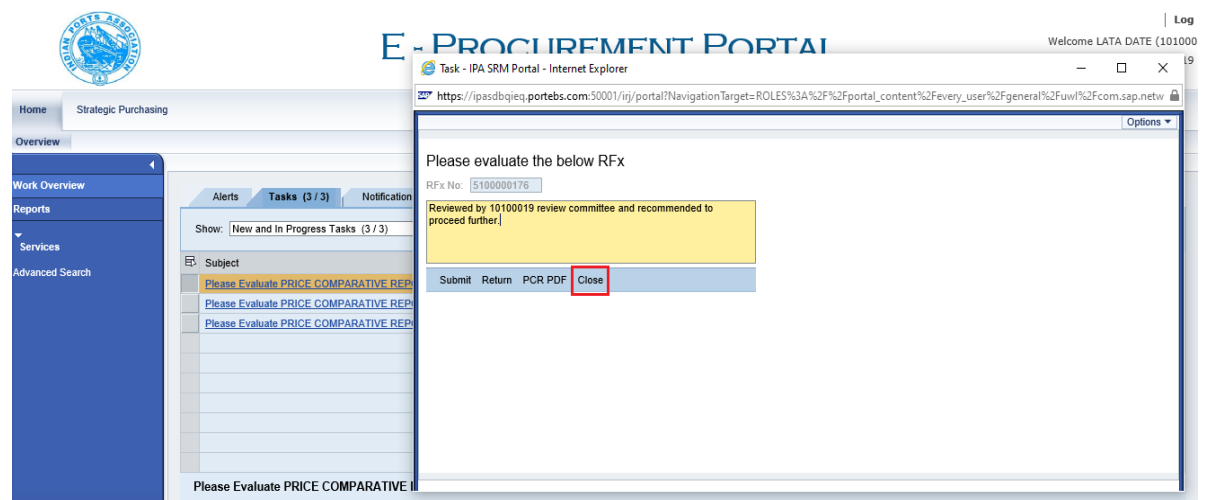 INDIAN PORTS ASSOCIATION
E - PROCUREMENT PORTAL
Log
Welcome LATA DATE (101000
19
Home Strategic Purchasing
Overview
Work Overview
Reports
Services
Advanced Search
Alerts Tasks (3 / 3) Notification
Show: New and In Progress Tasks (3 / 3)
Subject
Please Evaluate PRICE COMPARATIVE REP
Please Evaluate PRICE COMPARATIVE REP
Please Evaluate PRICE COMPARATIVE REP
Please Evaluate PRICE COMPARATIVE
Task - IPA SRM Portal - Internet Explorer
SAP https://ipasdbqieq.portebs.com:50001/irj/portal?NavigationTarget=ROLES%3A%2F%2Fportal_content%2Fevery_user%2Fgeneral%2Fuwl%2Fcom.sap.netw
Options
Please evaluate the below RFx
RFx No: 5100000176
Reviewed by 10100019 review committee and recommended to
proceed further.
Submit Return PCR PDF Close